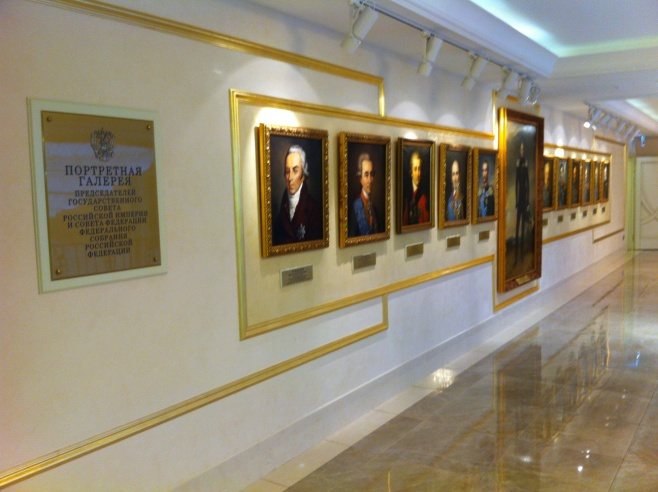 ПОРТРЕТНАЯ
ГАЛЕРЕЯ
ПРЕДСЕДАТЕЛЕЙ
ГОСУДАРСТВЕННОГО
СОВЕТА
РОССИЙСКОЙ ИМПЕРИИ
И СОВЕТА ФЕДЕРАЦИИ
ФЕДЕРАЛЬНОГО
СОБРАНИЯ
РОССИЙСКОЙ
ФЕДЕРАЦИИ